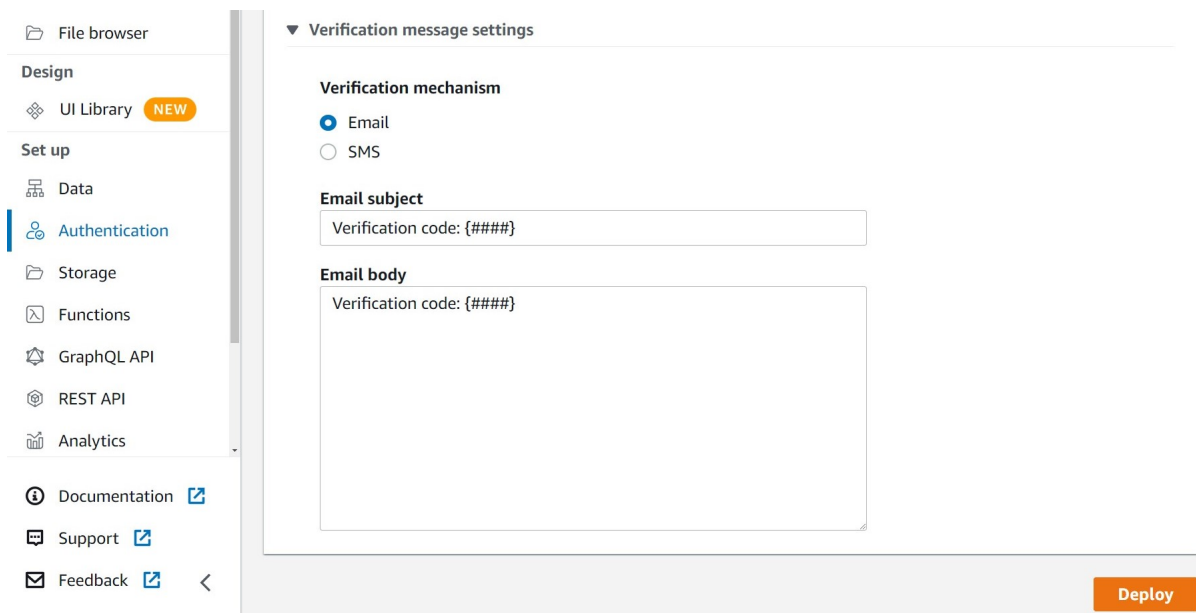 File browser
Design
UI Library NEW
Set up
Data
Authentication
Storage
Functions
GraphQL API
REST API
Analytics
Documentation
Support
Feedback
Verification message settings
Verification mechanism
Email
SMS
Email subject
Verification code: {####}
Email body
Verification code: {####}
Deploy